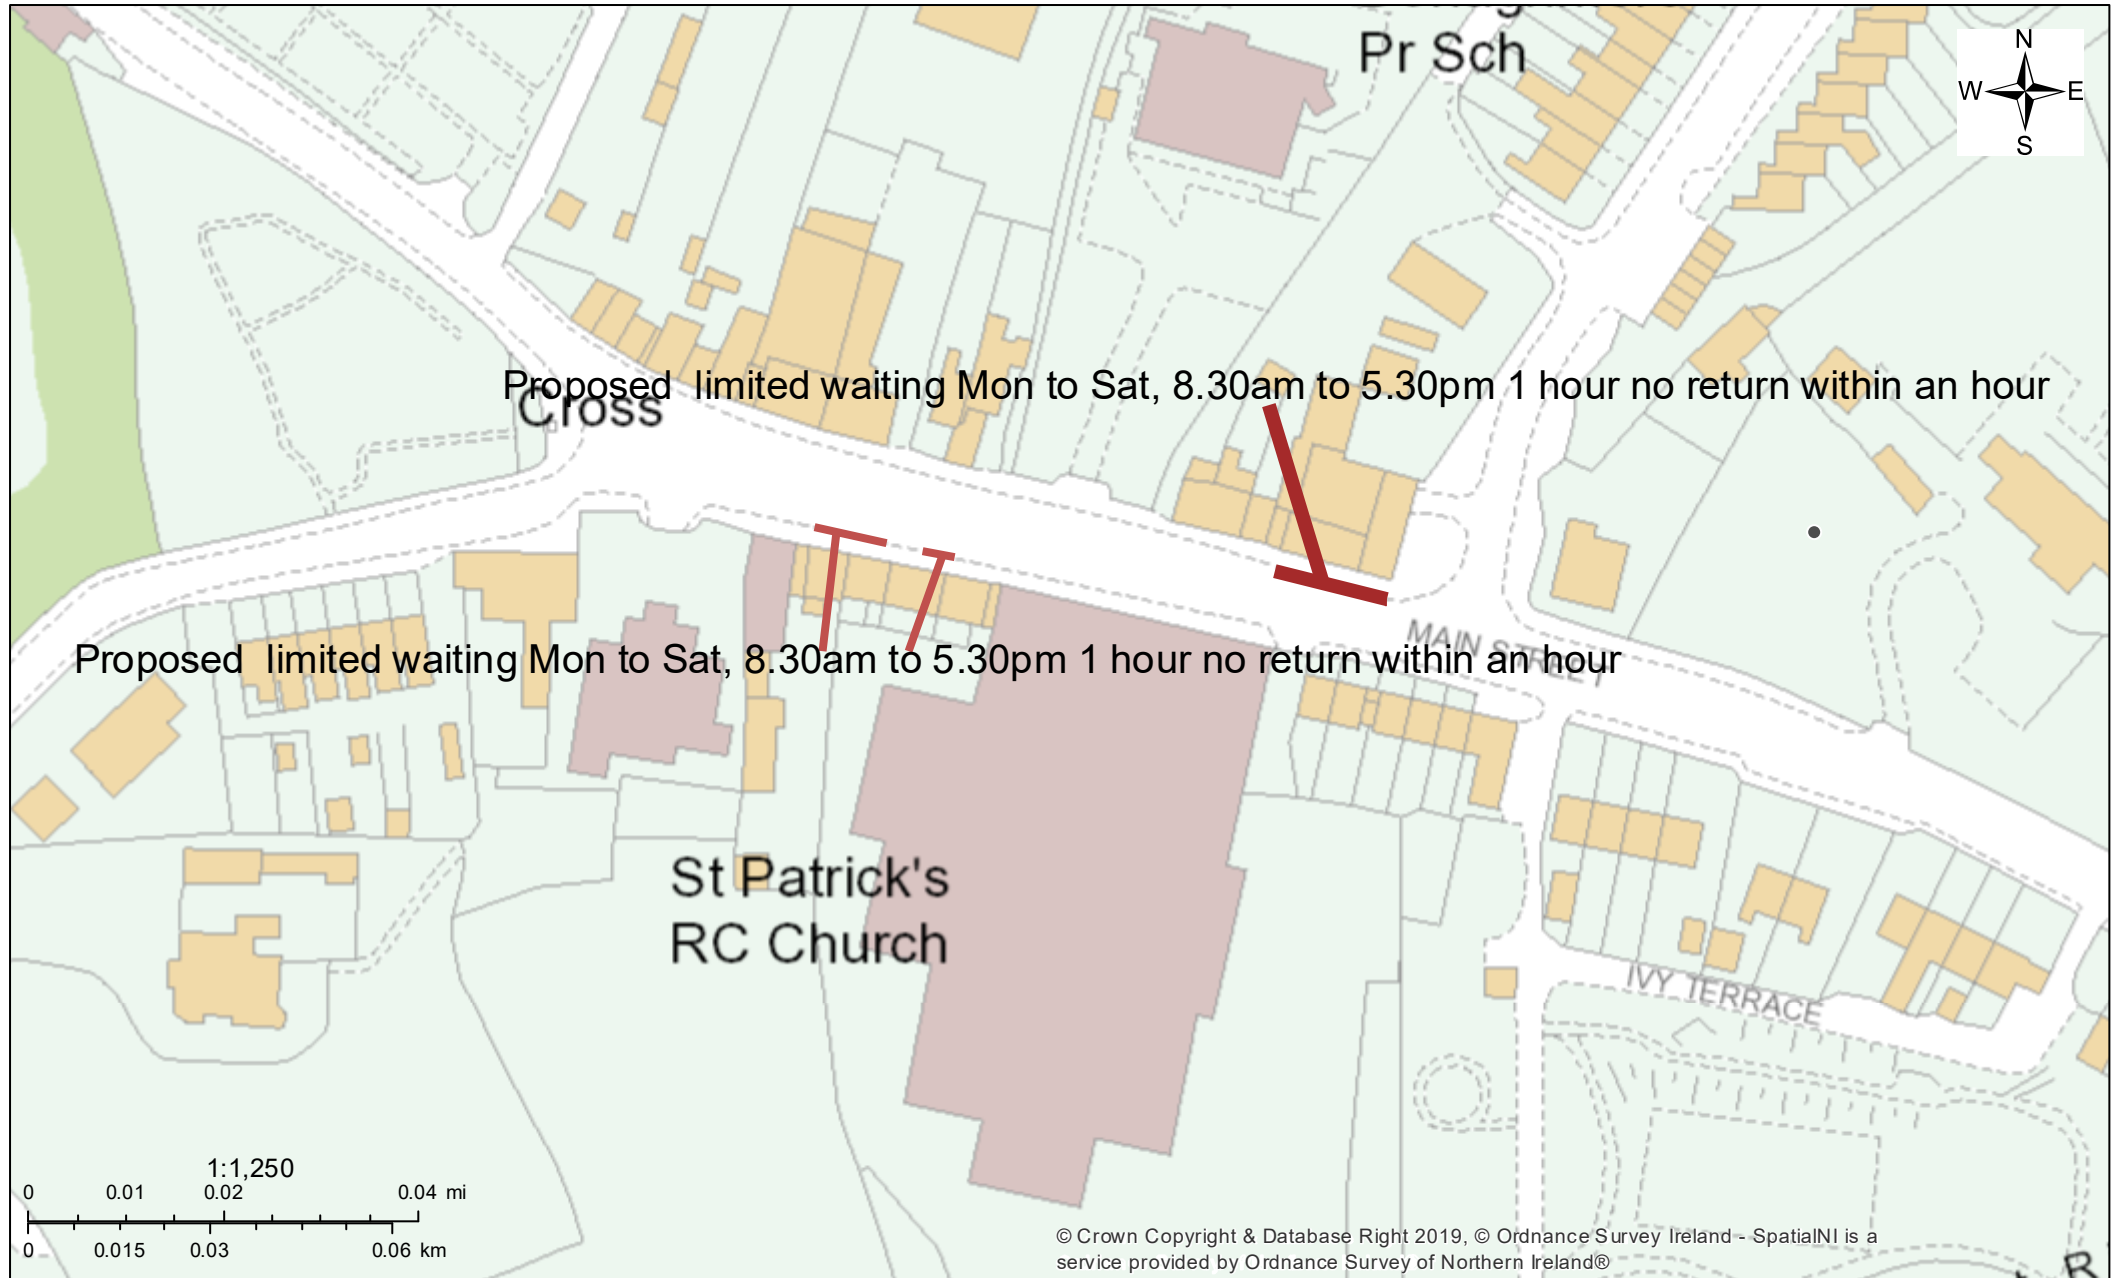 Pr Sch
N
W E
S
Proposed limited waiting Mon to Sat, 8.30am to 5.30pm 1 hour no return within an hour
Cross
MAIN STREET
Proposed limited waiting Mon to Sat, 8.30am to 5.30pm 1 hour no return within an hour
St Patrick's
RC Church
IVY TERRACE
1:1,250
0 0.01 0.02 0.04 mi
0 0.015 0.03 0.06 km
© Crown Copyright & Database Right 2019, © Ordnance Survey Ireland - SpatialNI is a
service provided by Ordnance Survey of Northern Ireland®
R